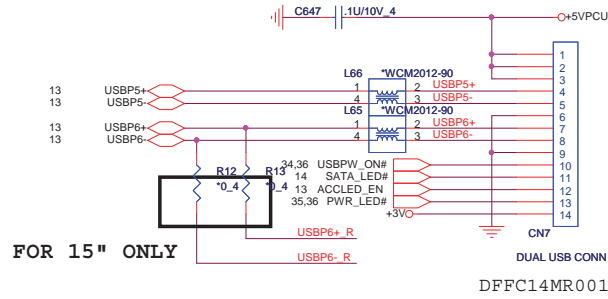 C647 .1U/10V_4 +5VPCU
L66 *WCM2012-90
13 USBP5+ 1 2 USBP5+ 4
13 USBP5- 4 3 USBP5- 5
L65 *WCM2012-90
13 USBP6+ 1 2 USBP6+ 7
13 USBP6- 4 3 USBP6- 8
1
2
3
6
9
R12 R13
*0_4 *0_4
34,36 USBPW_ON# 10
14 SATA_LED# 11
13 ACCLED_EN 12
35,36 PWR_LED# 13
+3V 14
CN7
USBP6+_R
FOR 15" ONLY
USBP6-_R
DUAL USB CONN
DFFC14MR001